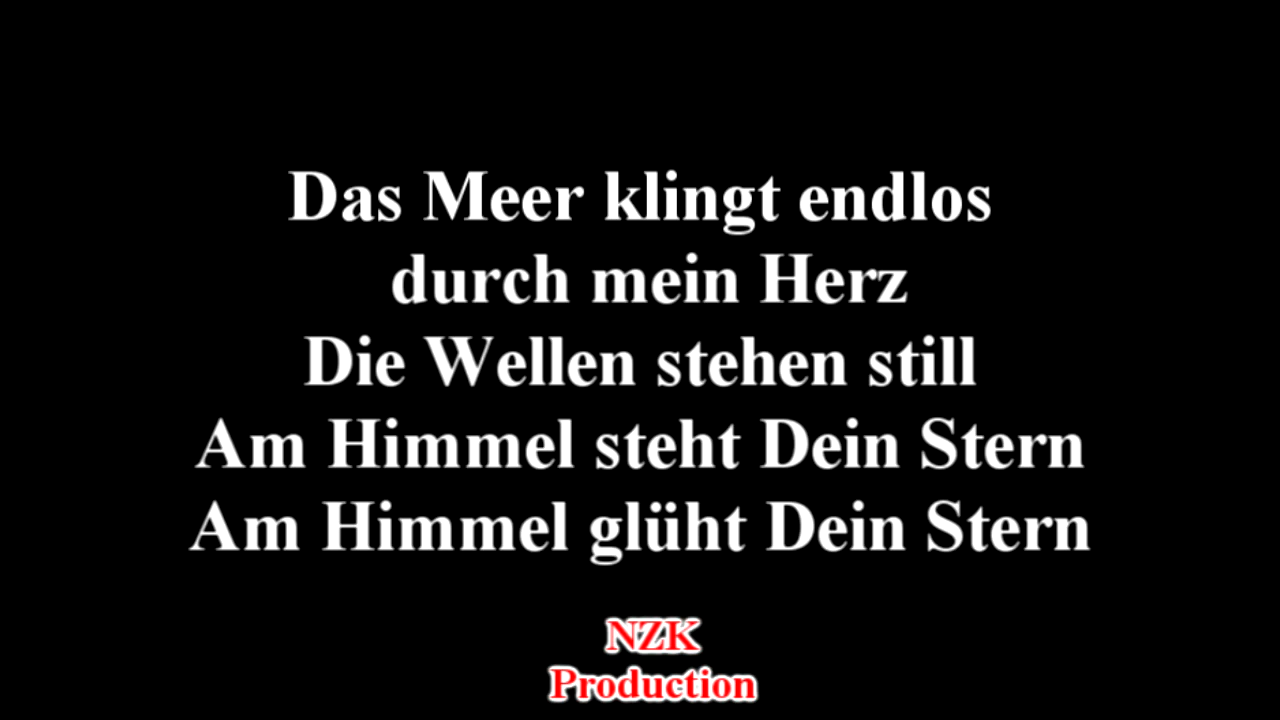 Das Meer klingt endlos
durch mein Herz
Die Wellen stehen still
Am Himmel steht Dein Stern
Am Himmel glüht Dein Stern
NZK
Production